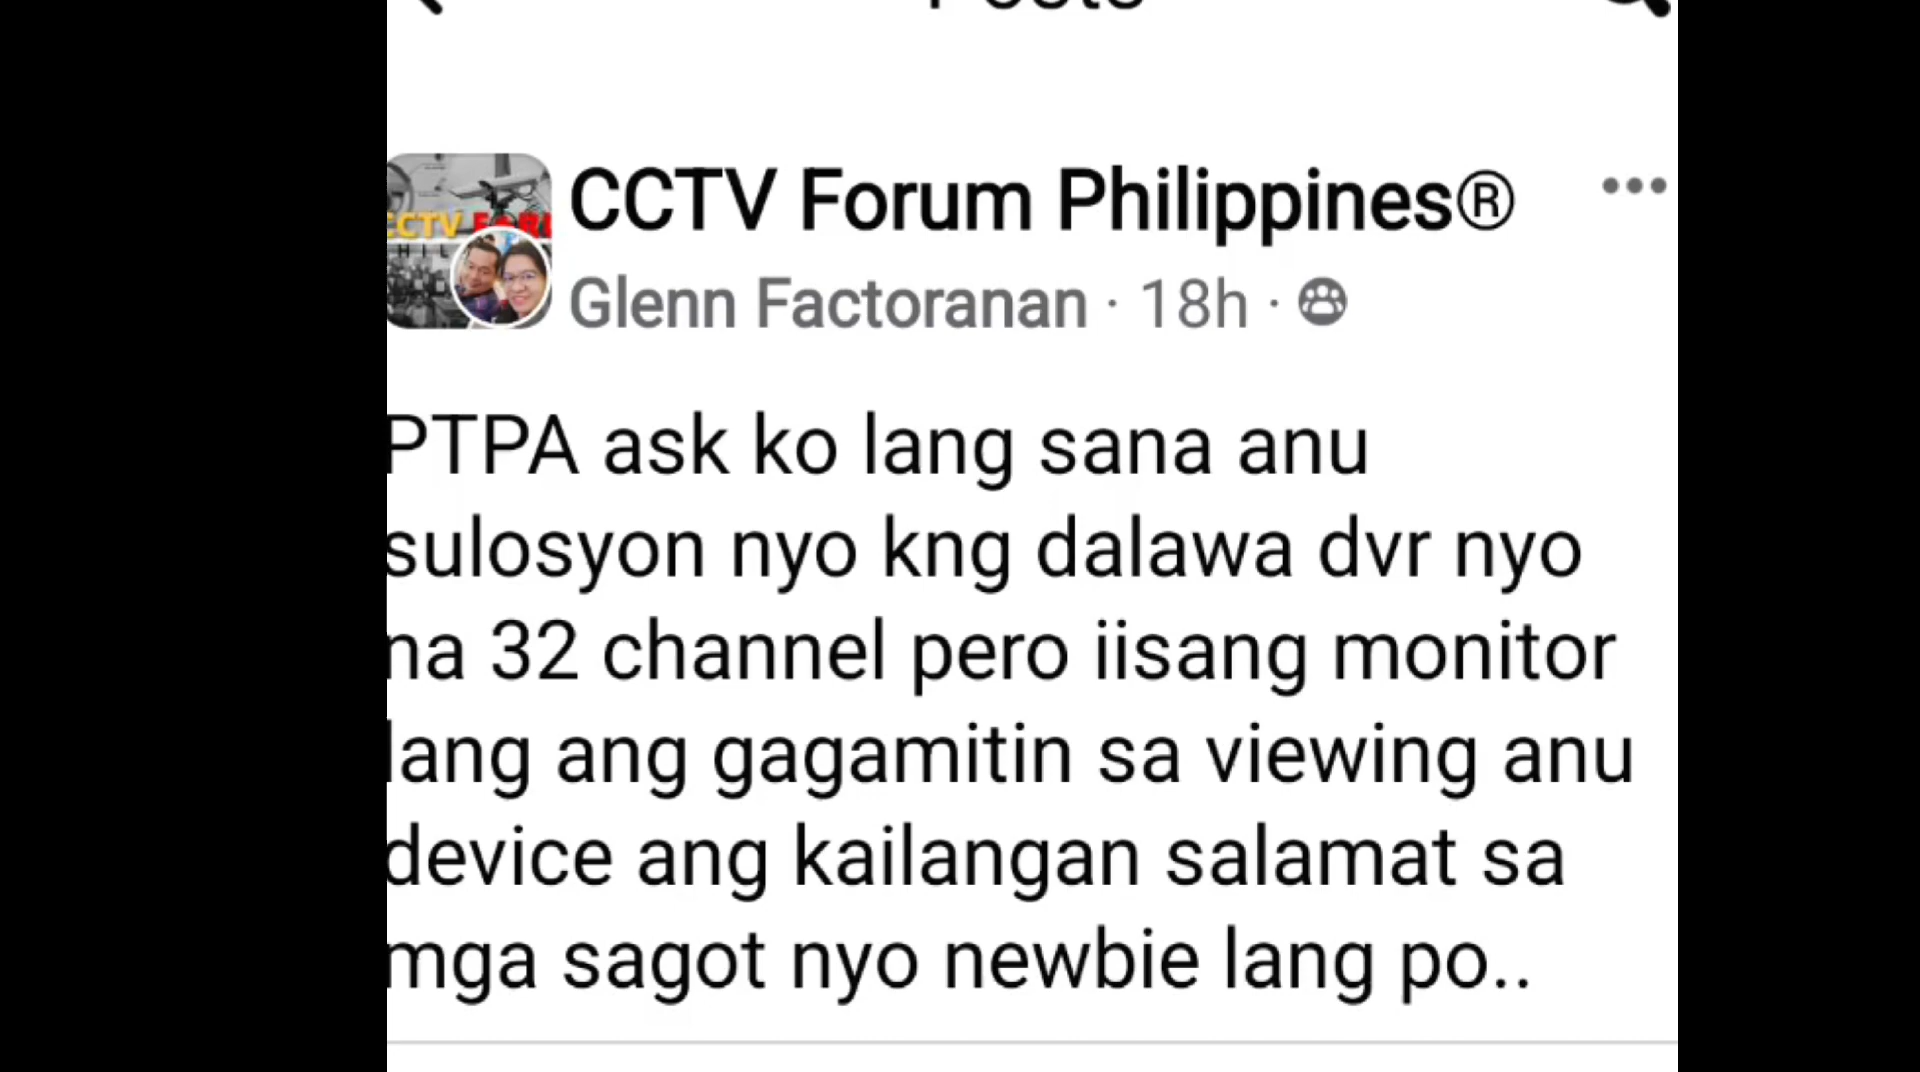 Posts
CCTV Forum Philippines®
Glenn Factoranan · 18h ·
PTPA ask ko lang sana anu
sulosyon nyo kng dalawa dvr nyo
na 32 channel pero iisang monitor
lang ang gagamitin sa viewing anu
device ang kailangan salamat sa
mga sagot nyo newbie lang po..